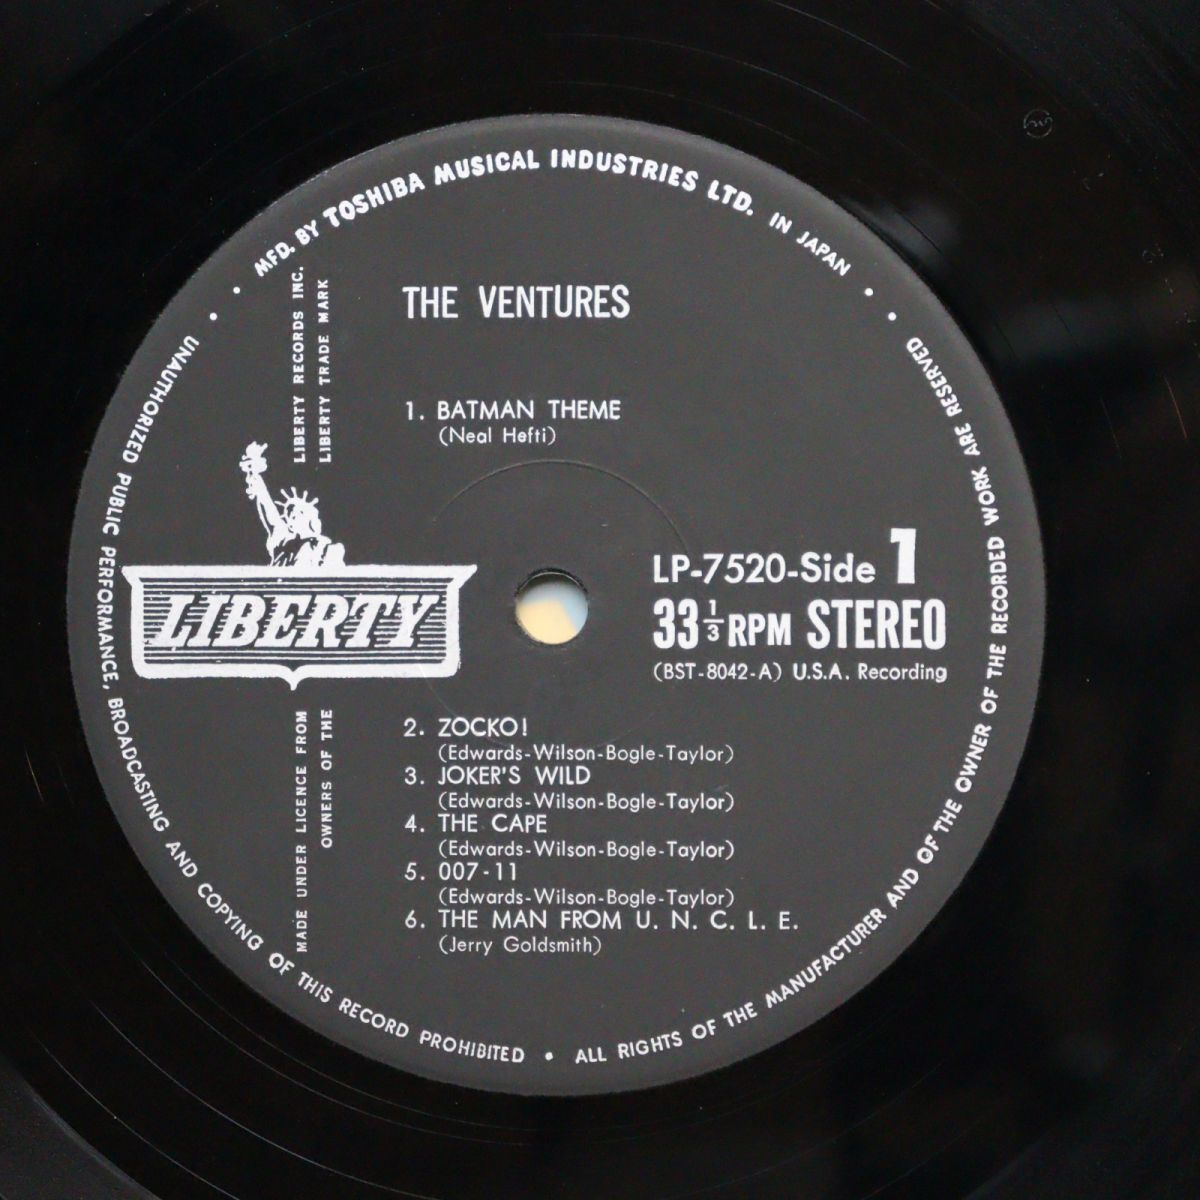 MFD. BY TOSHIBA MUSICAL INDUSTRIES LTD. IN JAPAN
LIBERTY RECORDS INC.
LIBERTY TRADE MARK
THE VENTURES
1. BATMAN THEME
(Neal Hefti)
LIBERTY
LP-7520-Side 1
33 1/3 RPM STEREO
(BST-8042-A) U.S.A. Recording
MADE UNDER LICENCE FROM
OWNERS OF THE
2. ZOCKO!
(Edwards-Wilson-Bogle-Taylor)
3. JOKER'S WILD
(Edwards-Wilson-Bogle-Taylor)
4. THE CAPE
(Edwards-Wilson-Bogle-Taylor)
5. 007-11
(Edwards-Wilson-Bogle-Taylor)
6. THE MAN FROM U. N. C. L. E.
(Jerry Goldsmith)
UNAUTHORIZED PUBLIC PERFORMANCE, BROADCASTING AND COPYING OF THIS RECORD PROHIBITED • ALL RIGHTS OF THE MANUFACTURER AND OF THE OWNER OF THE RECORDED WORK ARE RESERVED